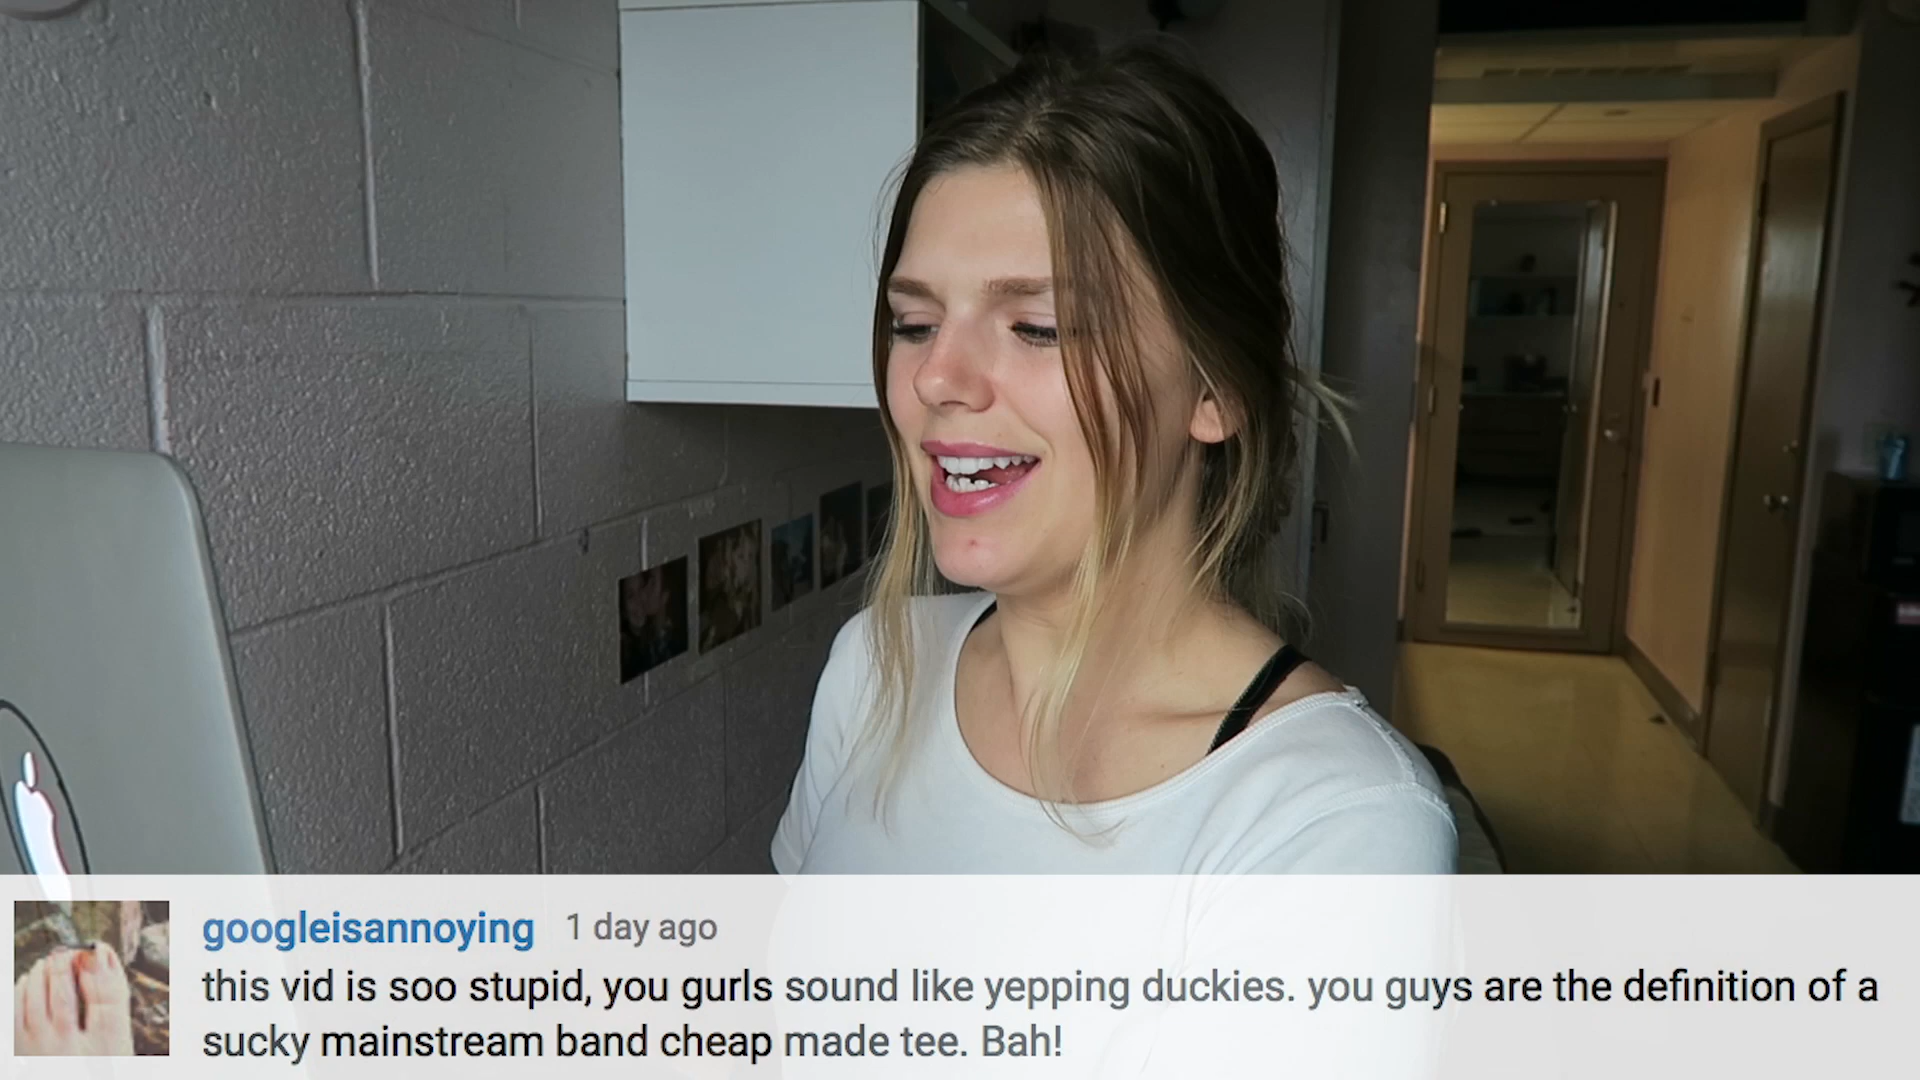 googleisannoying 1 day ago
this vid is soo stupid, you gurls sound like yepping duckies. you guys are the definition of a
sucky mainstream band cheap made tee. Bah!